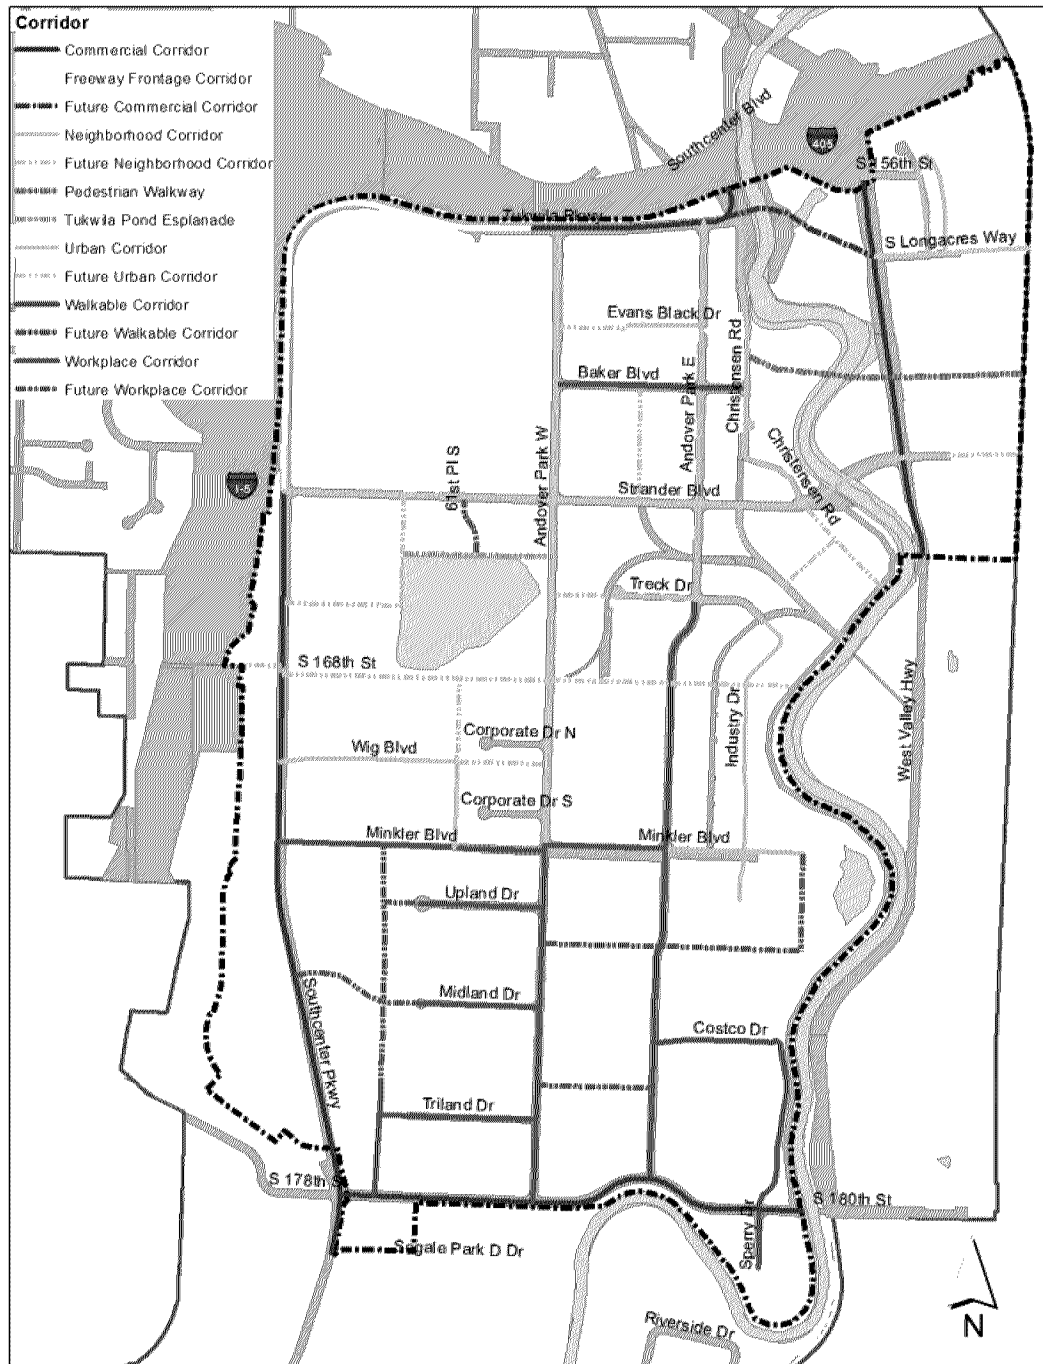 Corridor
Commercial Corridor
Freeway Frontage Corridor
Future Commercial Corridor
Neighborhood Corridor
Future Neighborhood Corridor
Pedestrian Walkway
Tukwila Pond Esplanade
Urban Corridor
Future Urban Corridor
Walkable Corridor
Future Walkable Corridor
Workplace Corridor
Future Workplace Corridor
Southcenter Blvd
405
S 156th St
Tukwila Pkwy
S Longacres Way
Evans Black Dr
Christensen Rd
Baker Blvd
Andover Park E
Andover Park W
61st Pl S
Christensen Rd
I-5
Strander Blvd
Treck Dr
S 168th St
West Valley Hwy
Industry Dr
Corporate Dr N
Wig Blvd
Corporate Dr S
Minkler Blvd
Minkler Blvd
Upland Dr
Midland Dr
Southcenter Pkwy
Costco Dr
Triland Dr
S 178th St
S 180th St
Sperry Dr
Segale Park D Dr
Riverside Dr
N